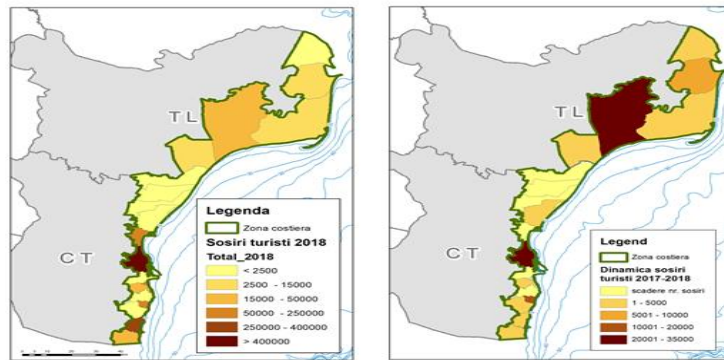 TL
CT
Legenda
Zona costiera
Sosiri turisti 2018
Total_2018
< 2500
2500 - 15000
15000 - 50000
50000 - 250000
250000 - 400000
> 400000
TL
CT
Legend
Zona costiera
Dinamica sosiri
turisti 2017-2018
scadere nr. sosiri
1 - 5000
5001 - 10000
10001 - 20000
20001 - 35000